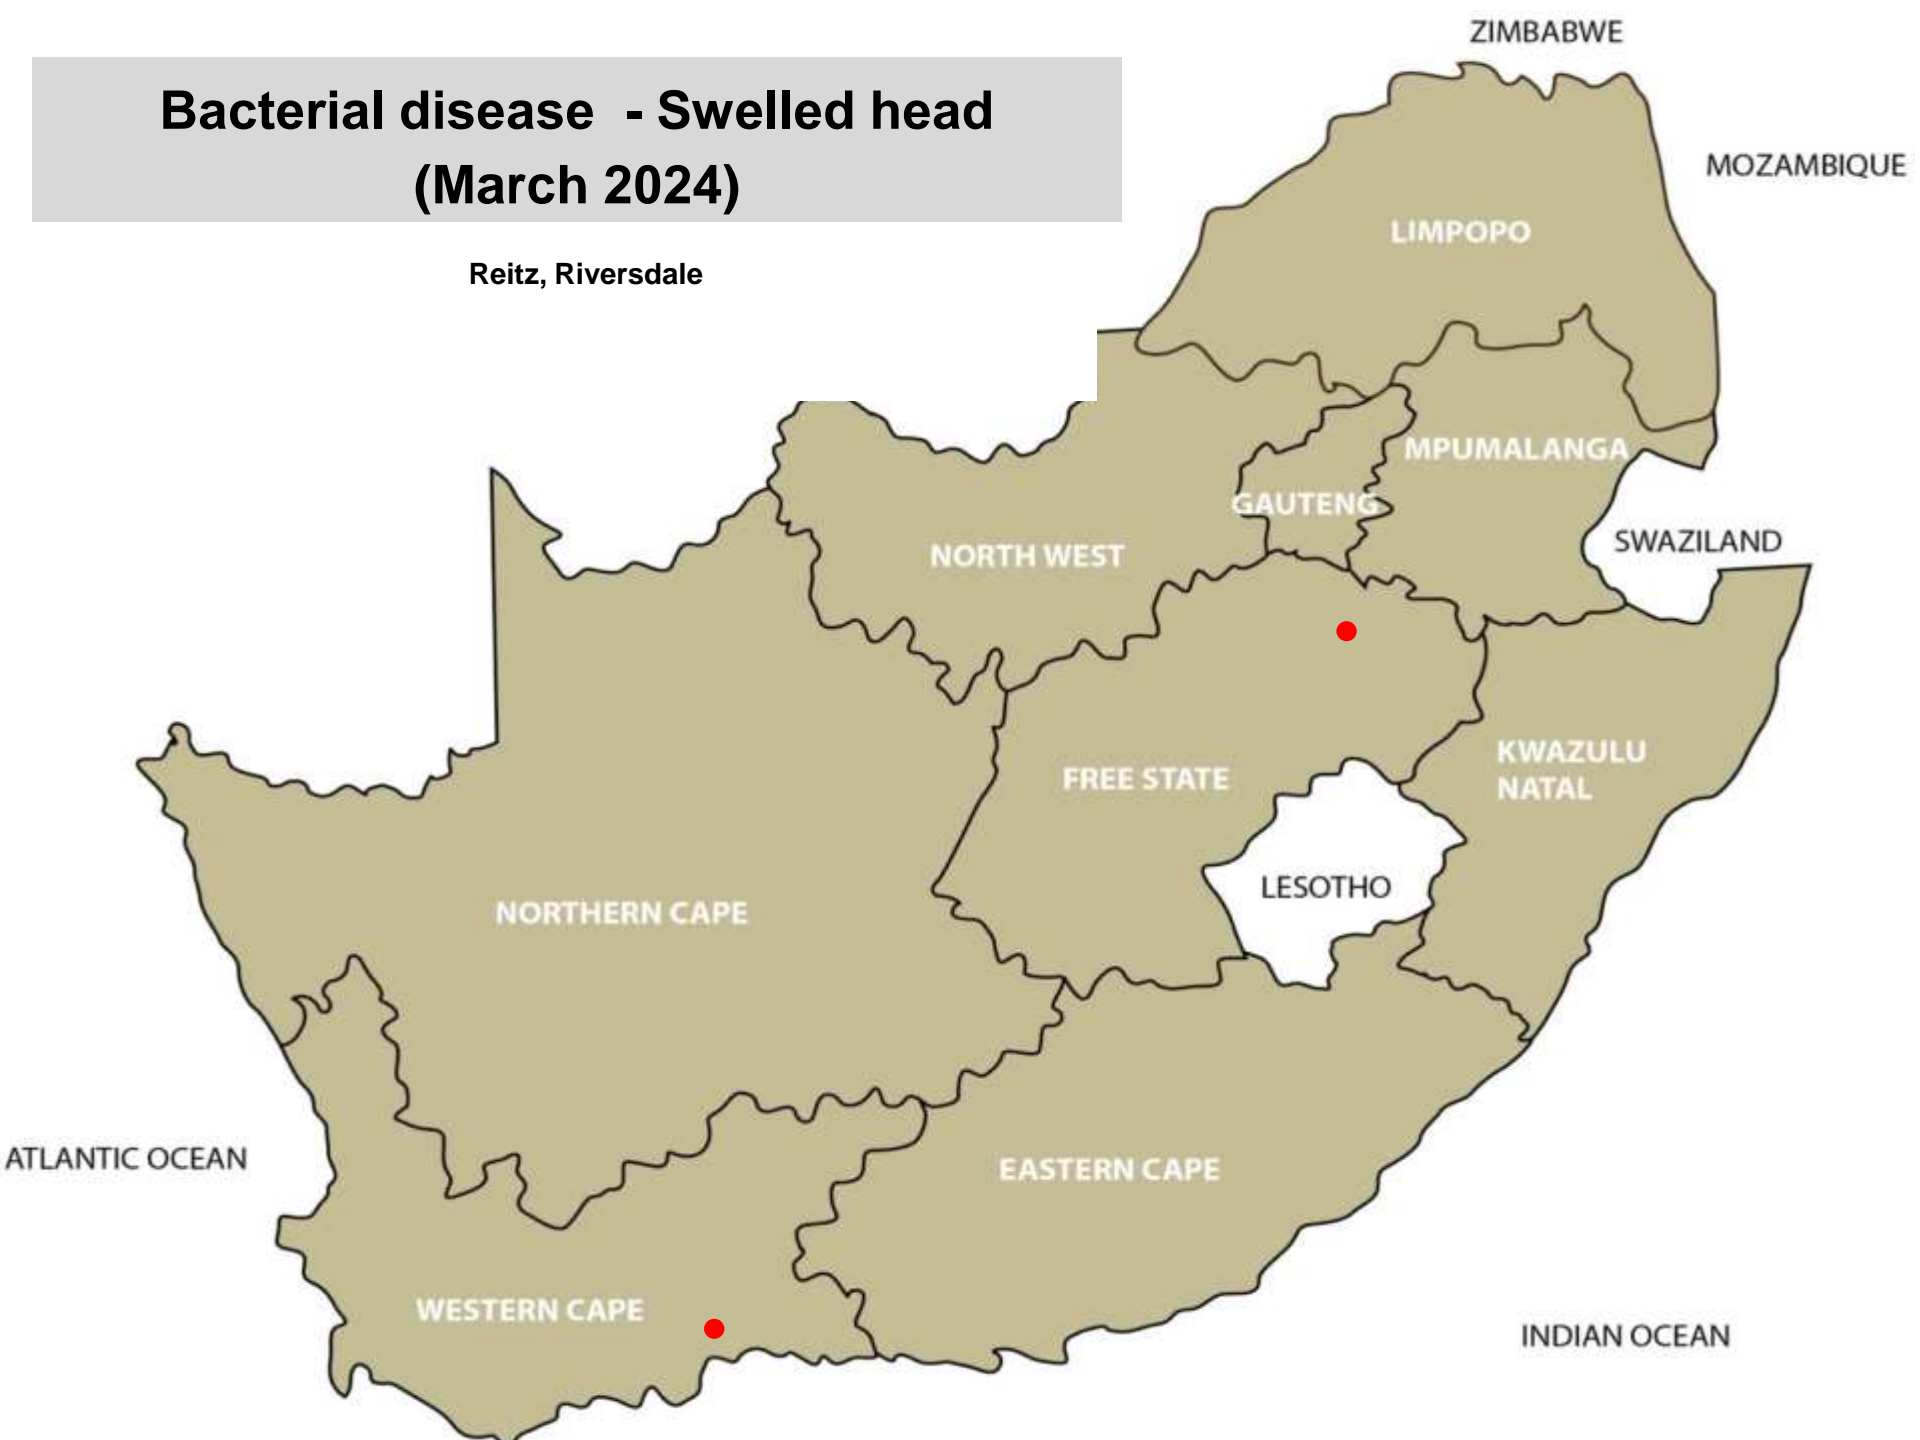 Bacterial disease - Swelled head
(March 2024)
Reitz, Riversdale
ZIMBABWE
MOZAMBIQUE
LIMPOPO
MPUMALANGA
GAUTENG
NORTH WEST
SWAZILAND
FREE STATE
KWAZULU
NATAL
LESOTHO
NORTHERN CAPE
ATLANTIC OCEAN
EASTERN CAPE
WESTERN CAPE
INDIAN OCEAN